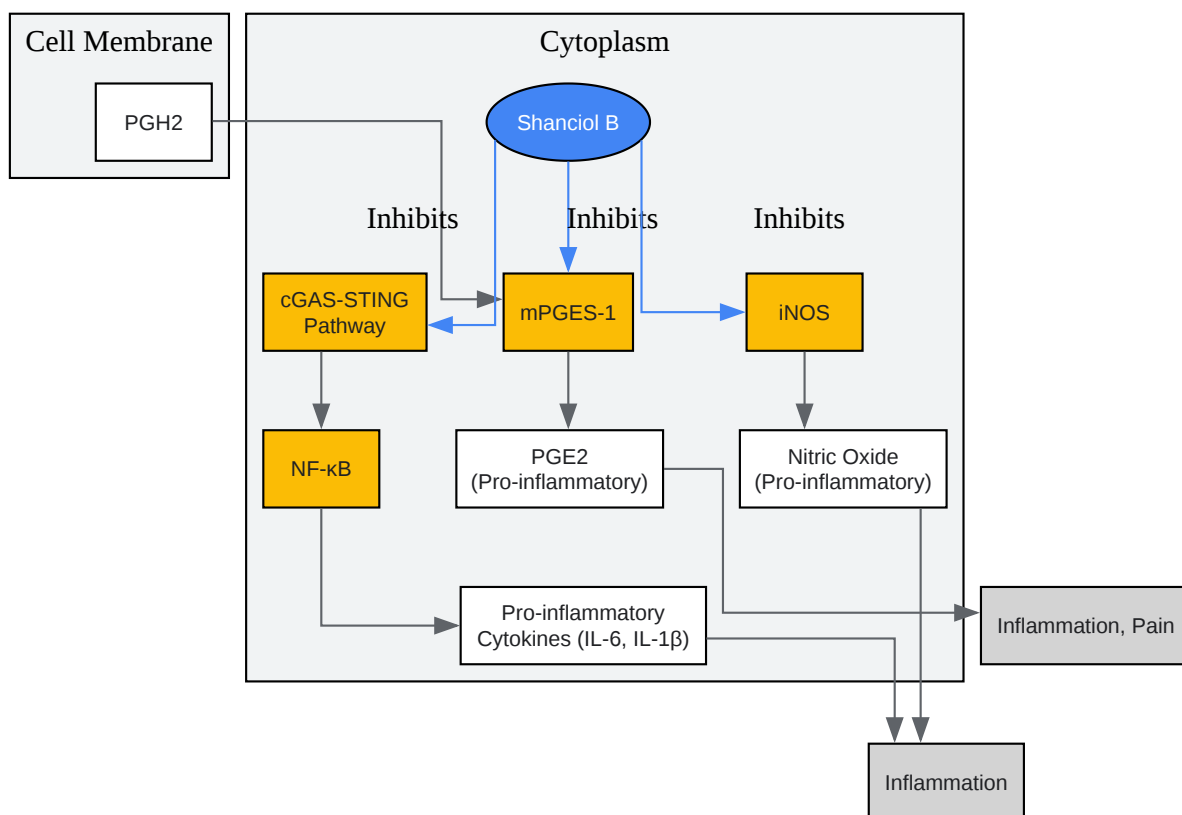 Cell Membrane
Cytoplasm
PGH2
Shanciol B
Inhibits
Inhibits
Inhibits
cGAS-STING
Pathway
mPGES-1
iNOS
NF-κB
PGE2
(Pro-inflammatory)
Nitric Oxide
(Pro-inflammatory)
Pro-inflammatory
Cytokines (IL-6, IL-1β)
Inflammation, Pain
Inflammation